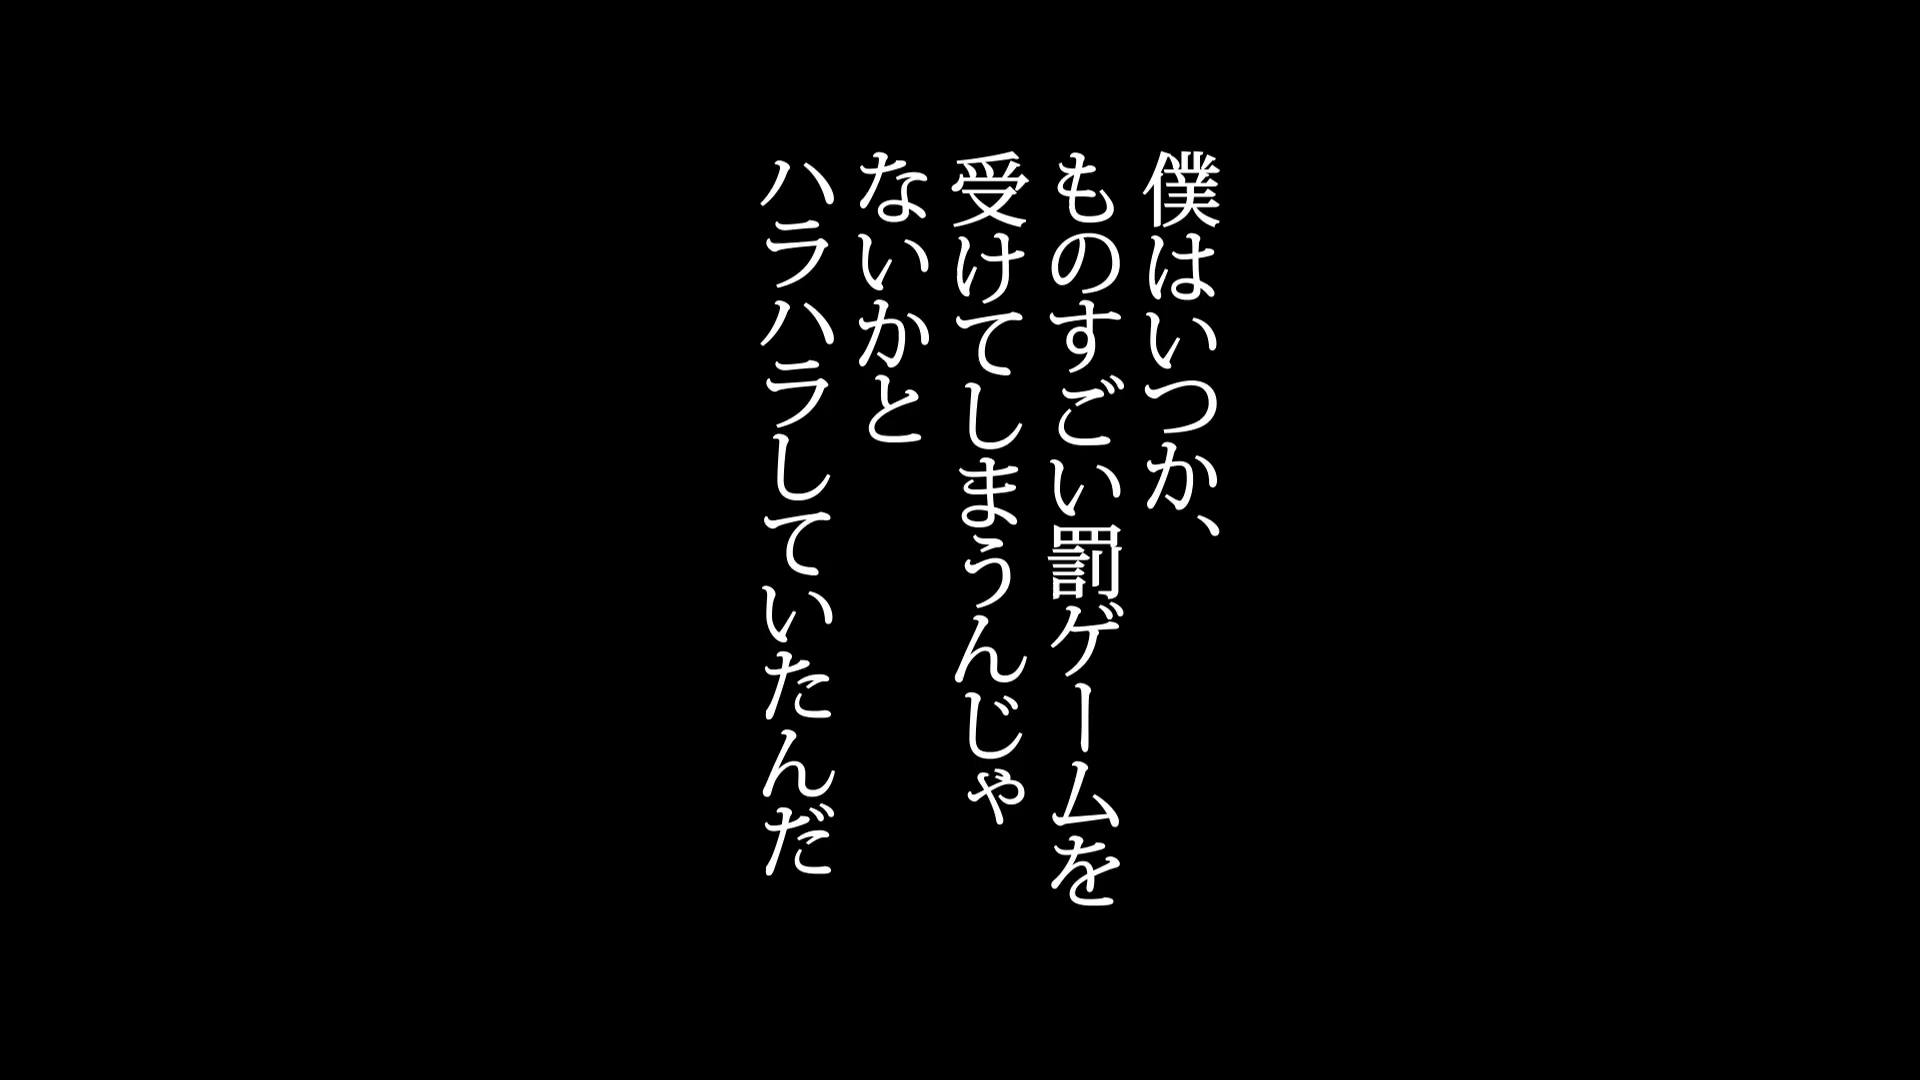 僕はいつか、
ものすごい罰ゲームを
受けてしまうんじゃ
ないかと
ハラハラしていたんだ